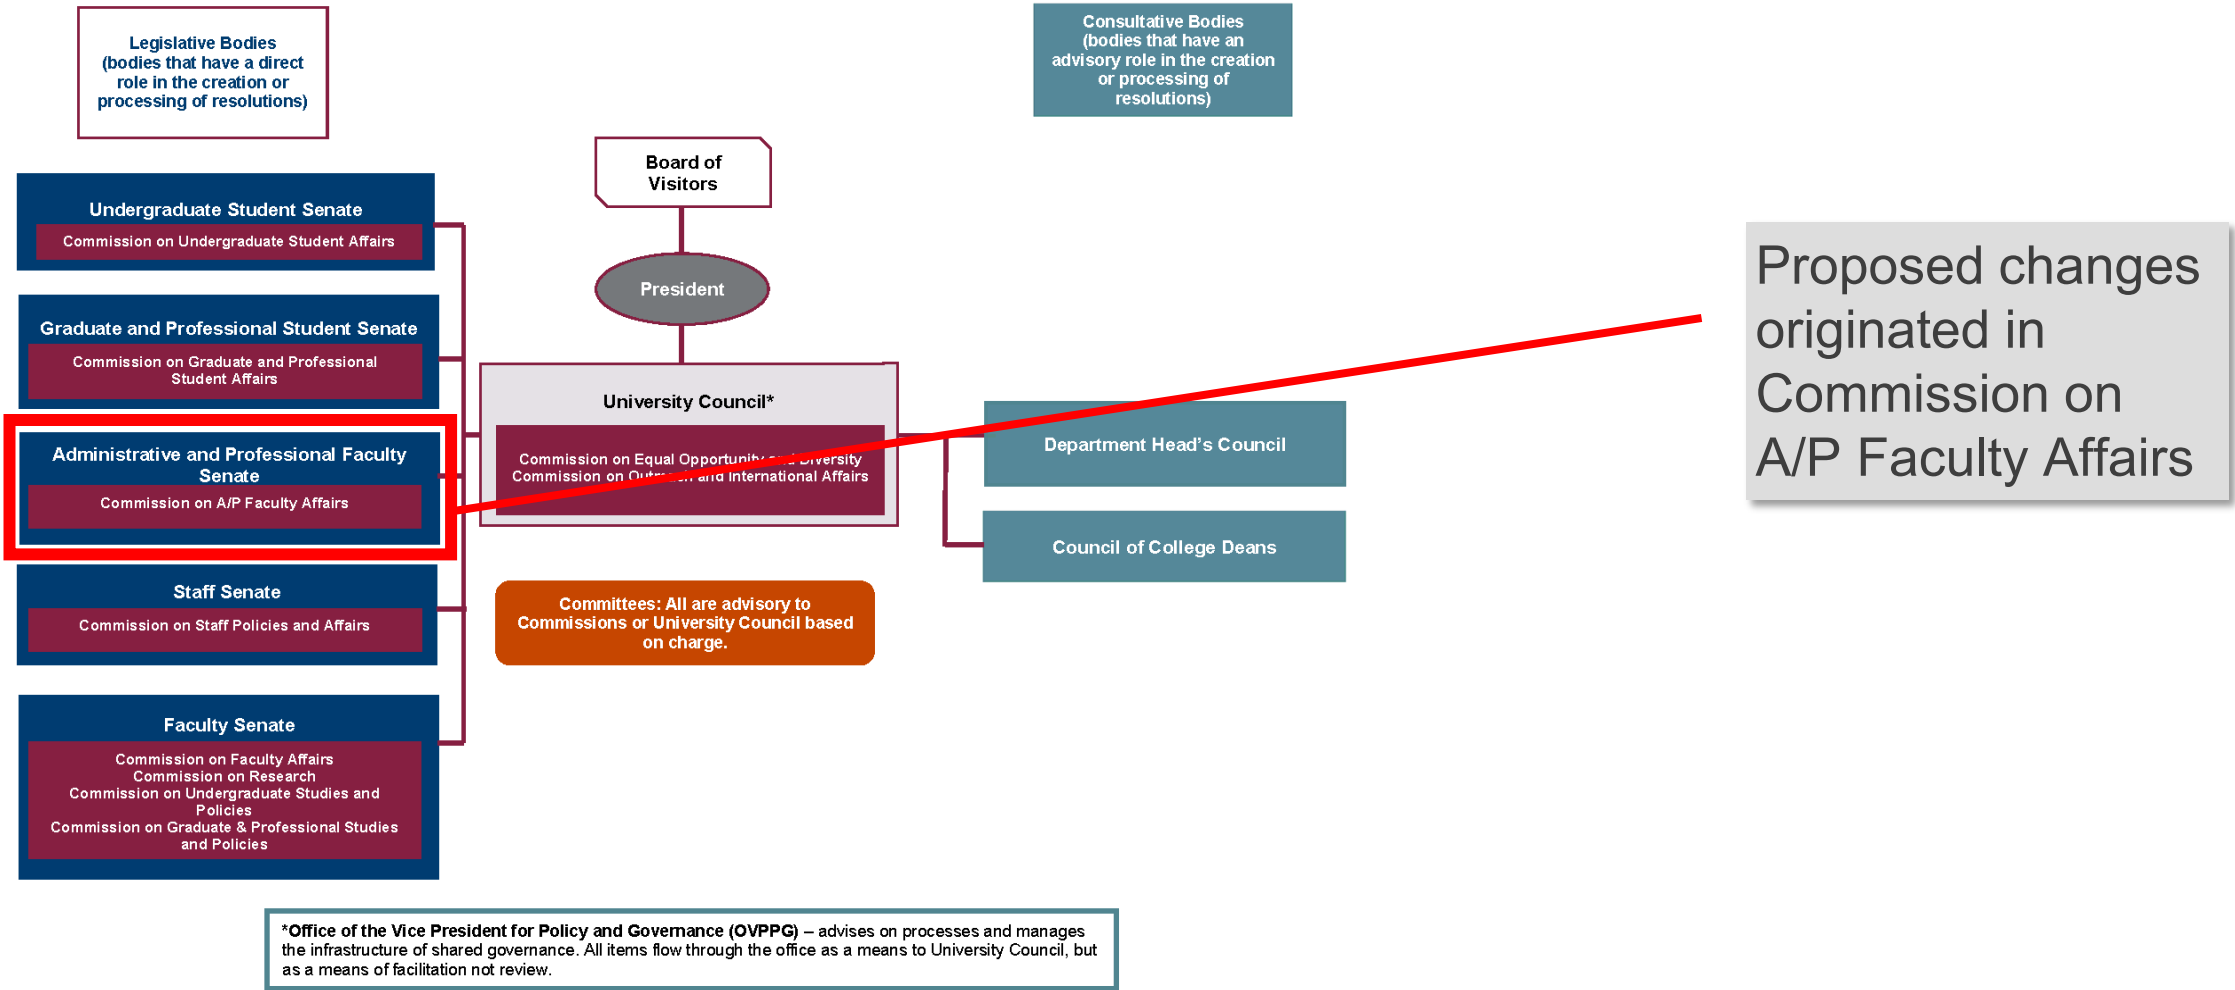 Legislative Bodies
(bodies that have a direct
role in the creation or
processing of resolutions)
Consultative Bodies
(bodies that have an
advisory role in the creation
or processing of
resolutions)
Board of
Visitors
President
University Council*
Commission on Equal Opportunity and Diversity
Commission on Outreach and International Affairs
Undergraduate Student Senate
Commission on Undergraduate Student Affairs
Graduate and Professional Student Senate
Commission on Graduate and Professional
Student Affairs
Administrative and Professional Faculty
Senate
Commission on A/P Faculty Affairs
Staff Senate
Commission on Staff Policies and Affairs
Faculty Senate
Commission on Faculty Affairs
Commission on Research
Commission on Undergraduate Studies and
Policies
Commission on Graduate & Professional Studies
and Policies
Department Head’s Council
Council of College Deans
Committees: All are advisory to
Commissions or University Council based
on charge.
Proposed changes
originated in
Commission on
A/P Faculty Affairs
*Office of the Vice President for Policy and Governance (OVPPG) – advises on processes and manages
the infrastructure of shared governance. All items flow through the office as a means to University Council, but
as a means of facilitation not review.